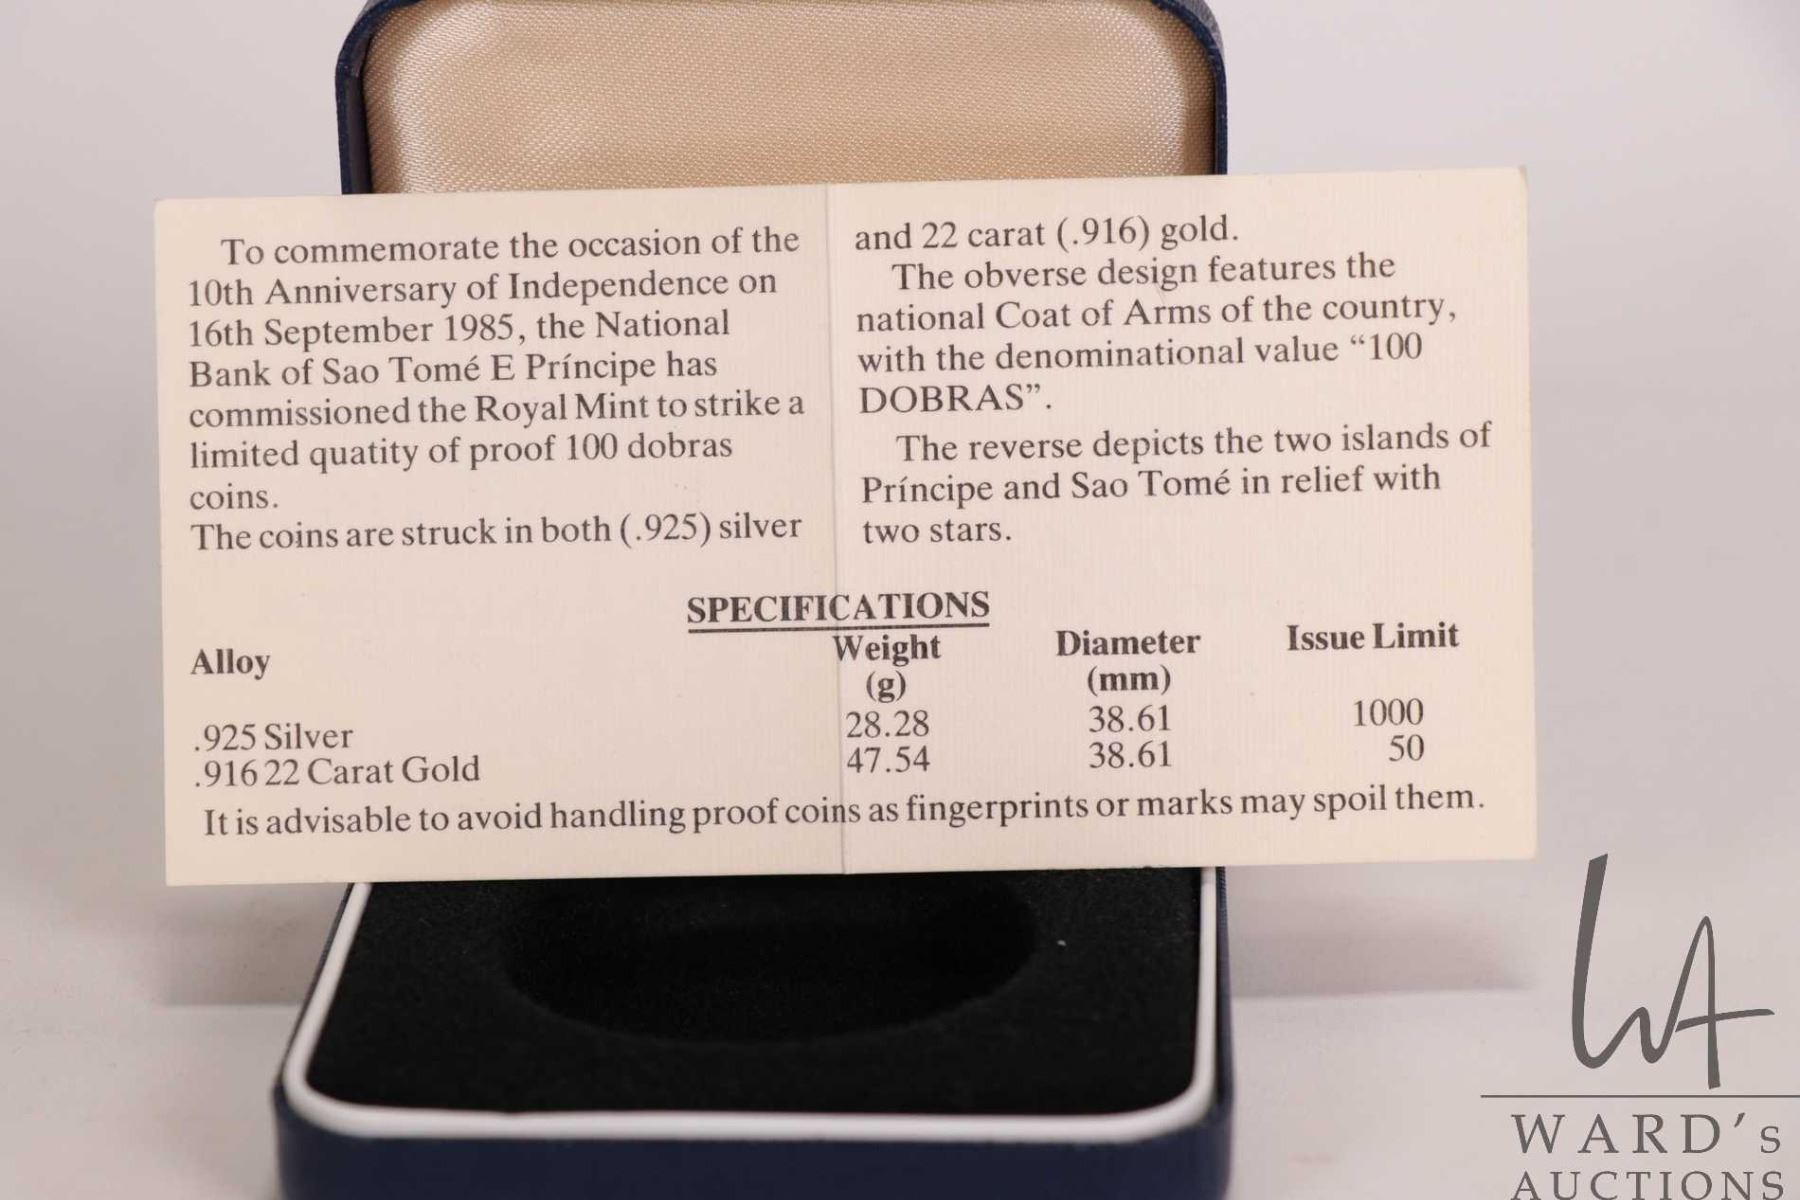 To commemorate the occasion of the
10th Anniversary of Independence on
16th September 1985, the National
Bank of Sao Tomé E Príncipe has
commissioned the Royal Mint to strike a
limited quatity of proof 100 dobras
coins.
The coins are struck in both (.925) silver
and 22 carat (.916) gold.
The obverse design features the
national Coat of Arms of the country,
with the denominational value “100
DOBRAS”.
The reverse depicts the two islands of
Príncipe and Sao Tomé in relief with
two stars.
SPECIFICATIONS
Alloy Weight Diameter Issue Limit
(g) (mm)
.925 Silver 28.28 38.61 1000
.916 22 Carat Gold 47.54 38.61 50
It is advisable to avoid handling proof coins as fingerprints or marks may spoil them.
WA
WARD's
AUCTIONS